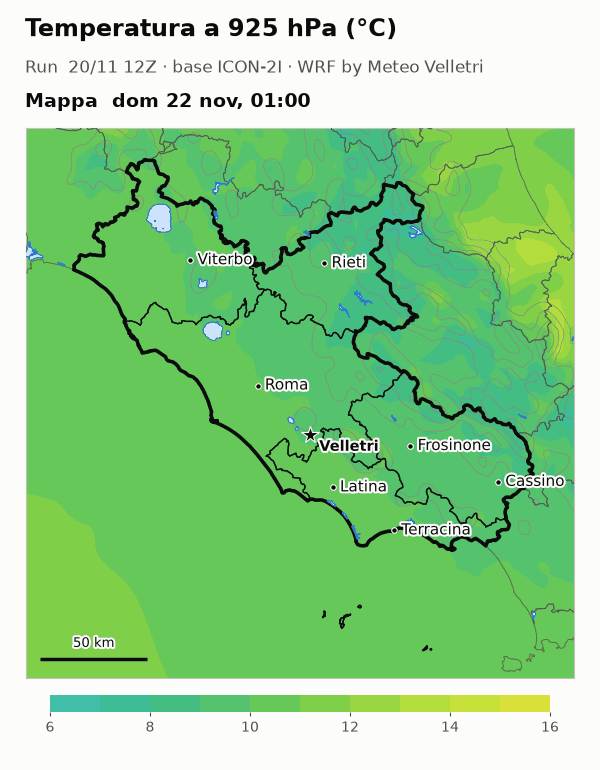 Temperatura a 925 hPa (°C)
Run  20/11 12Z · base ICON-2I · WRF by Meteo Velletri
Mappa  dom 22 nov, 01:00
Viterbo
Rieti
Roma
Velletri
Frosinone
Cassino
Latina
Terracina
50 km
6 8 10 12 14 16